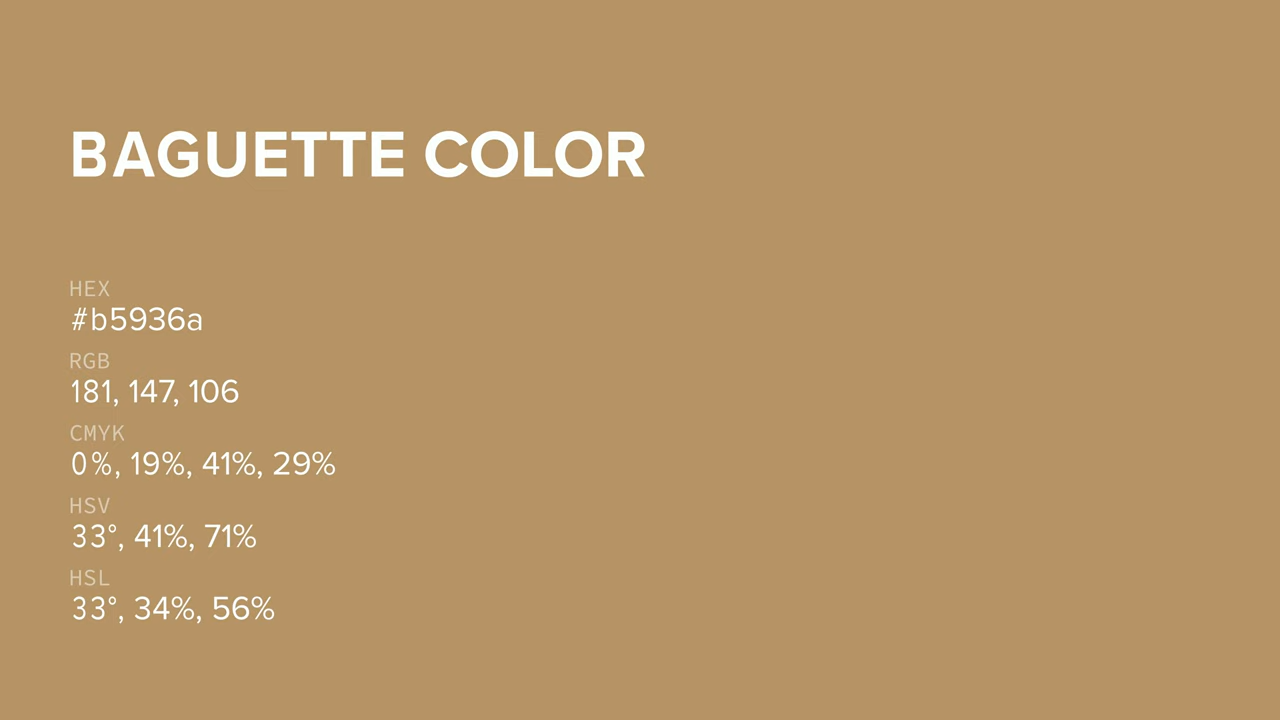 BAGUETTE COLOR
HEX
#b5936a
RGB
181, 147, 106
CMYK
0%, 19%, 41%, 29%
HSV
33°, 41%, 71%
HSL
33°, 34%, 56%